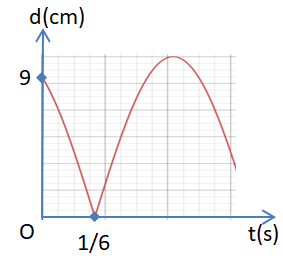 d(cm)
9
O
1/6
t(s)